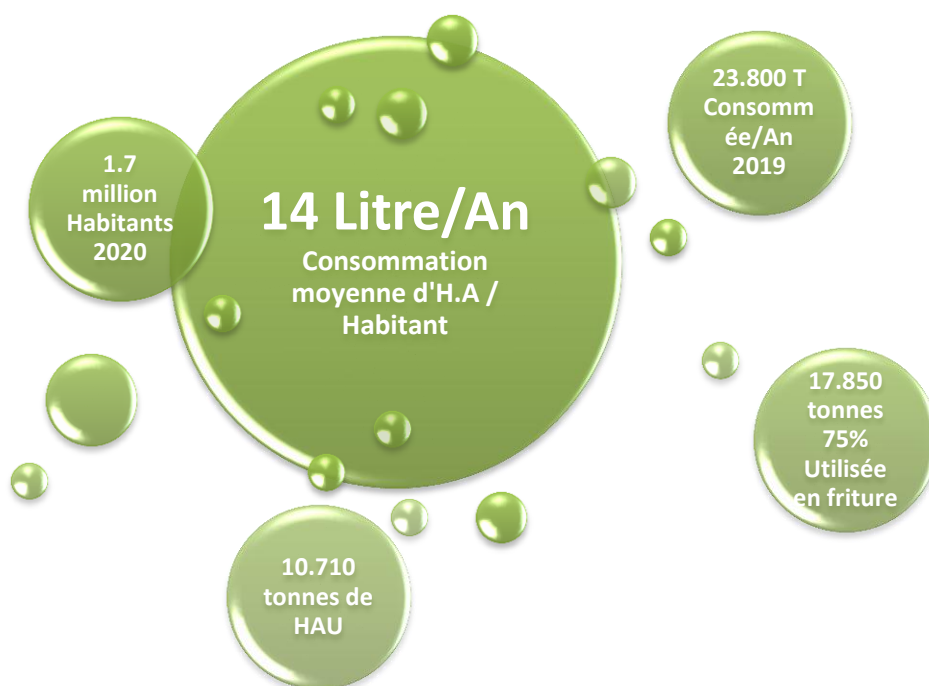 14 Litre/An
Consommation
moyenne d'H.A /
Habitant
1.7
million
Habitants
2020
23.800 T
Consomm
ée/An
2019
17.850
tonnes
75%
Utilisée
en friture
10.710
tonnes de
HAU